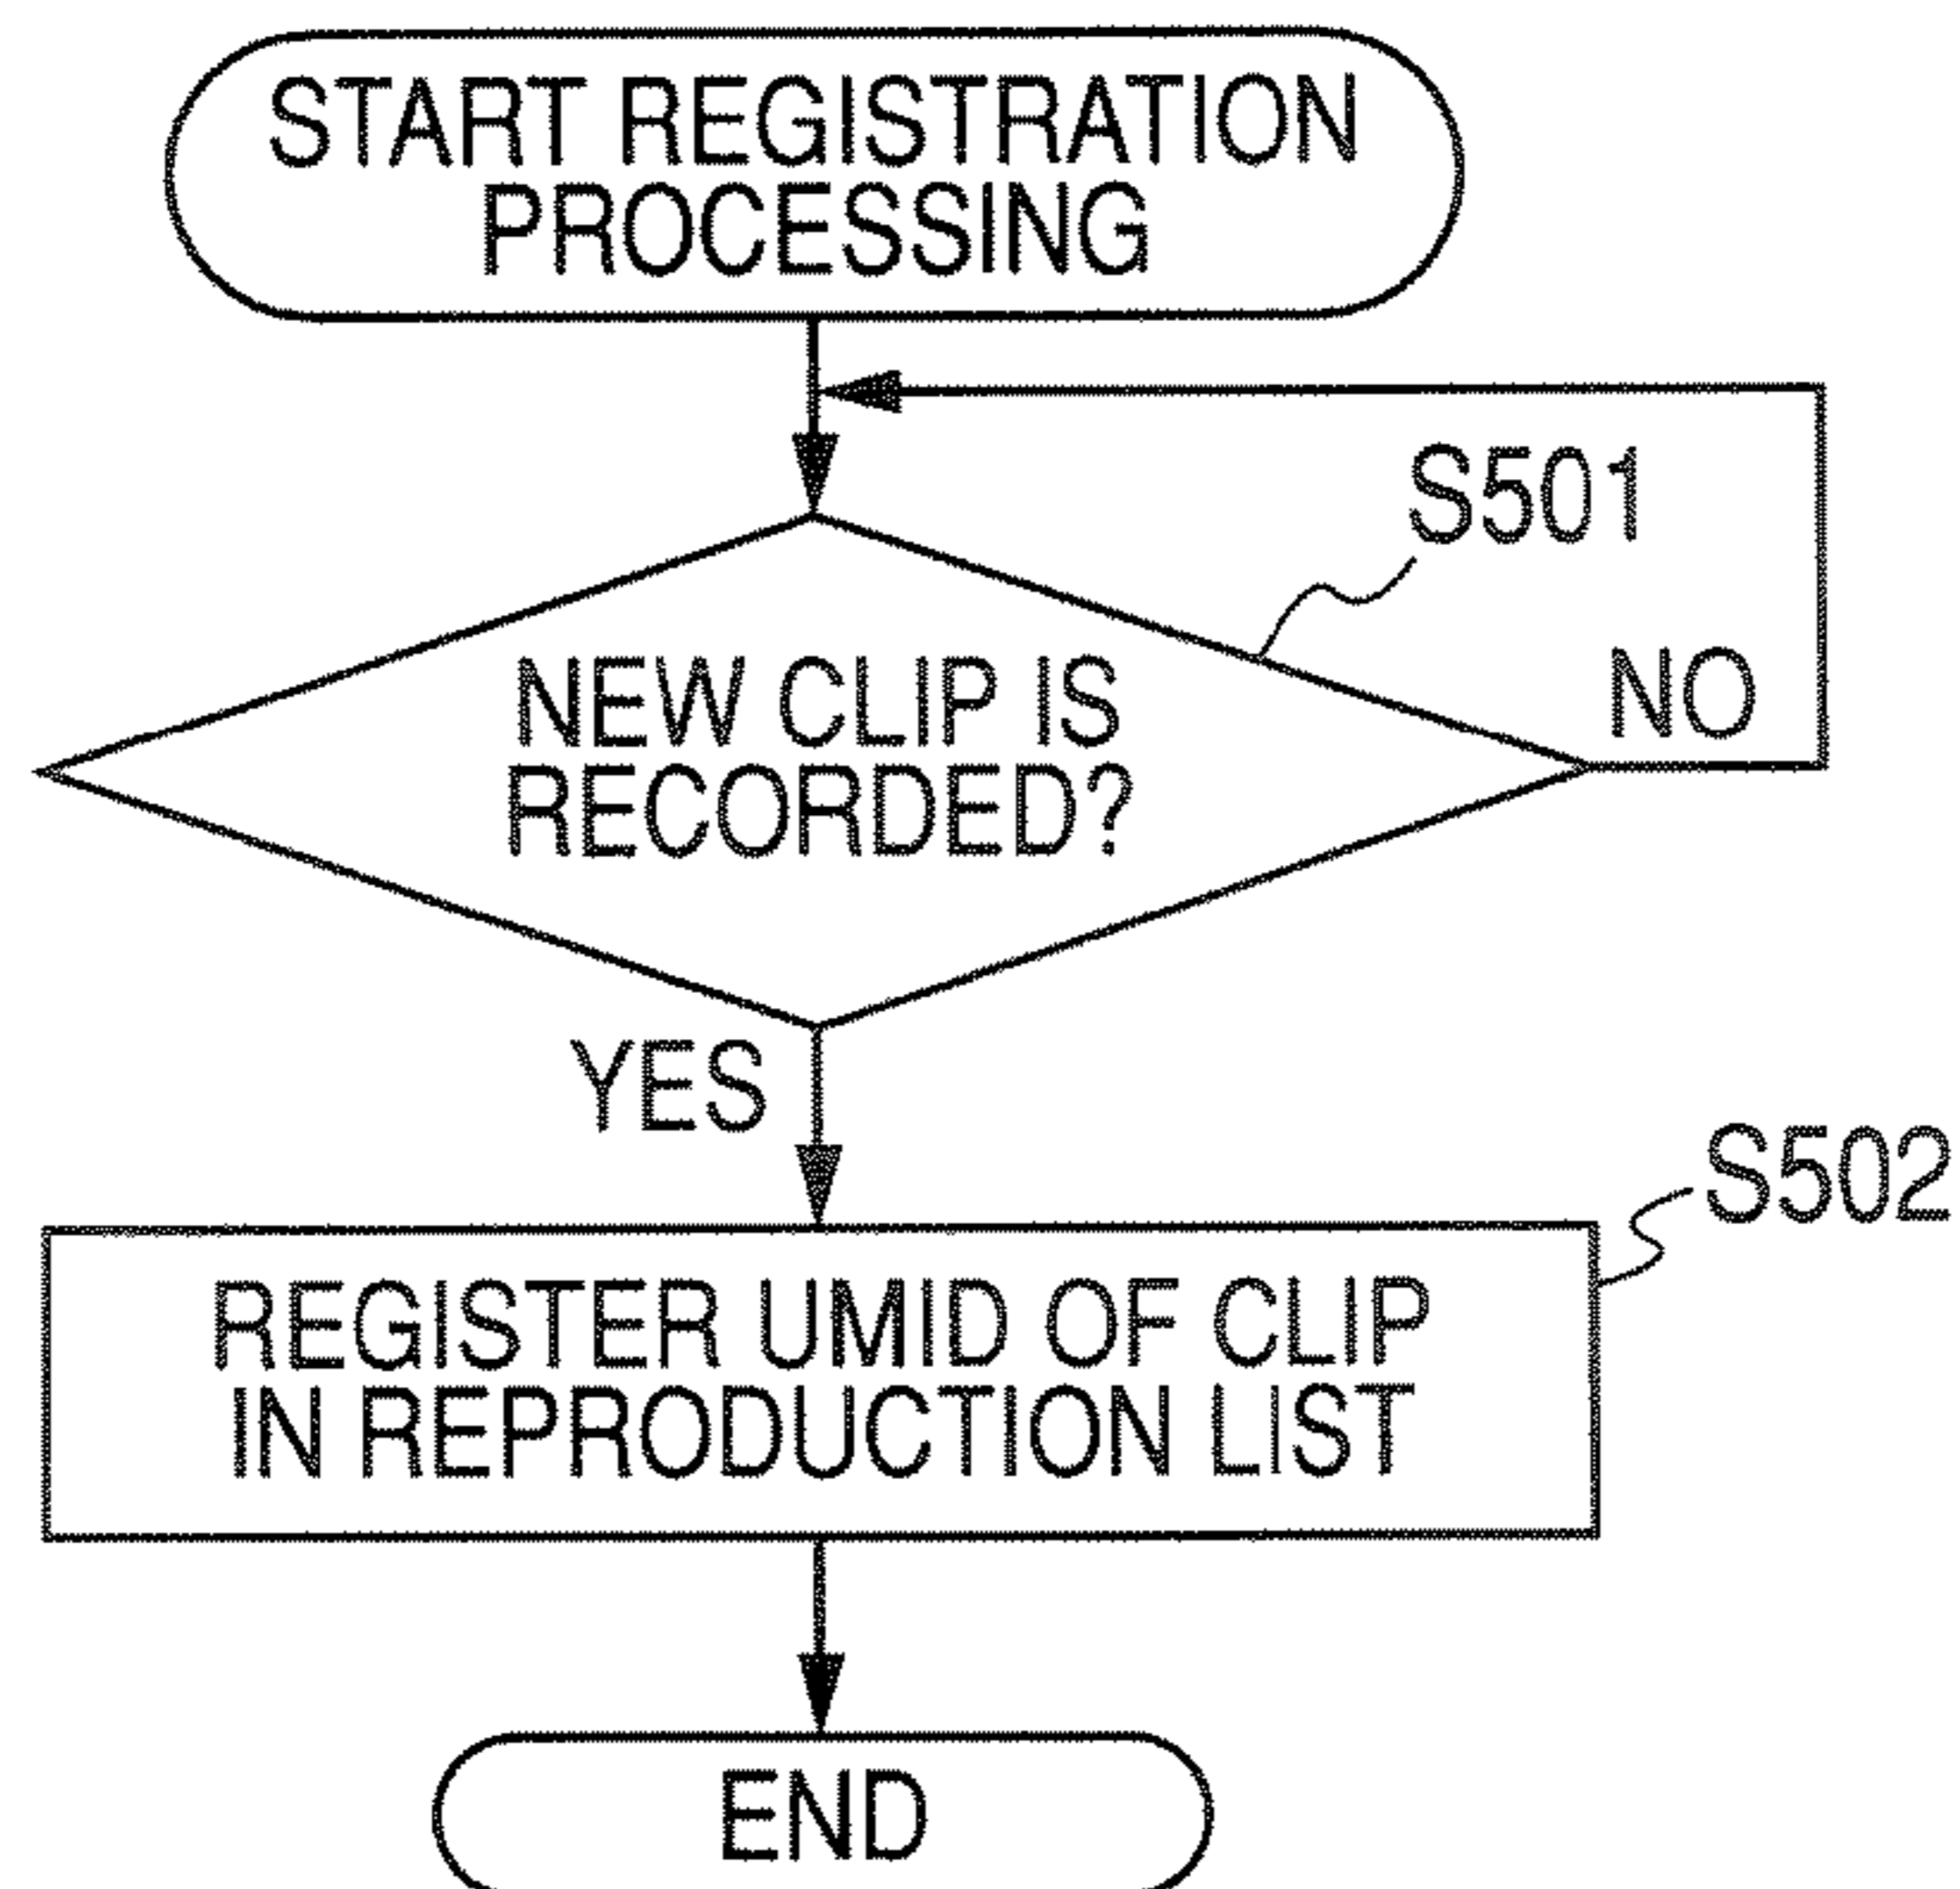 START REGISTRATION
PROCESSING
S501
NEW CLIP IS
RECORDED?
NO
YES
S502
REGISTER UMID OF CLIP
IN REPRODUCTION LIST
END